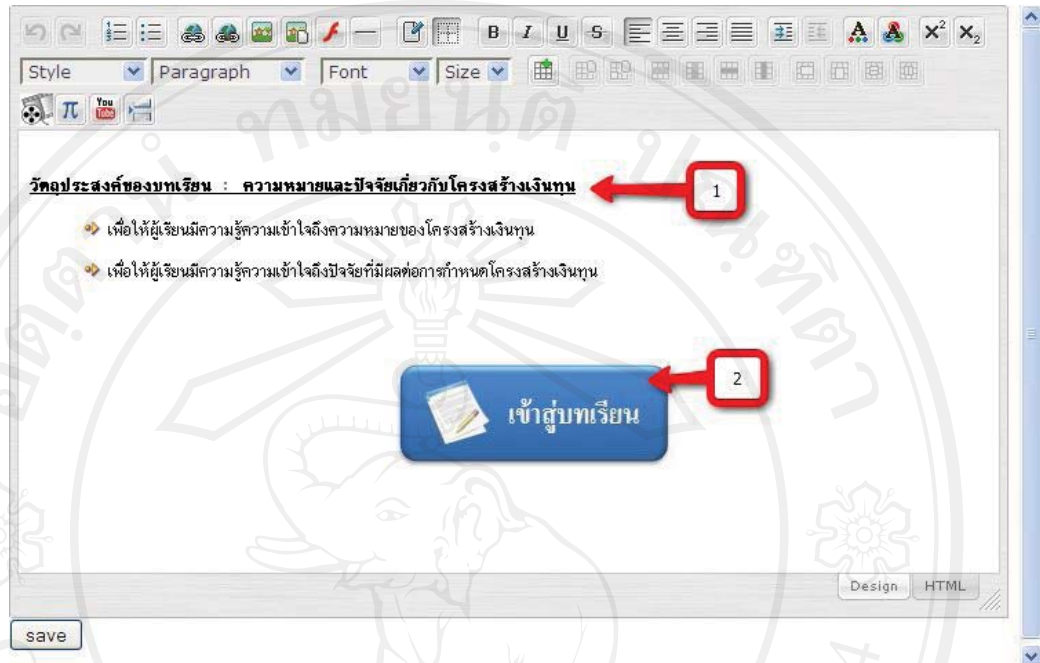 B I U S X² X₂
Style Paragraph Font Size
π You Tube
วัตถุประสงค์ของบทเรียน : ความหมายและปัจจัยเกี่ยวกับโครงสร้างเงินทุน
1
เพื่อให้ผู้เรียนมีความรู้ความเข้าใจถึงความหมายของโครงสร้างเงินทุน
เพื่อให้ผู้เรียนมีความรู้ความเข้าใจถึงปัจจัยที่มีผลต่อการกำหนดโครงสร้างเงินทุน
2
เข้าสู่บทเรียน
Design HTML
save